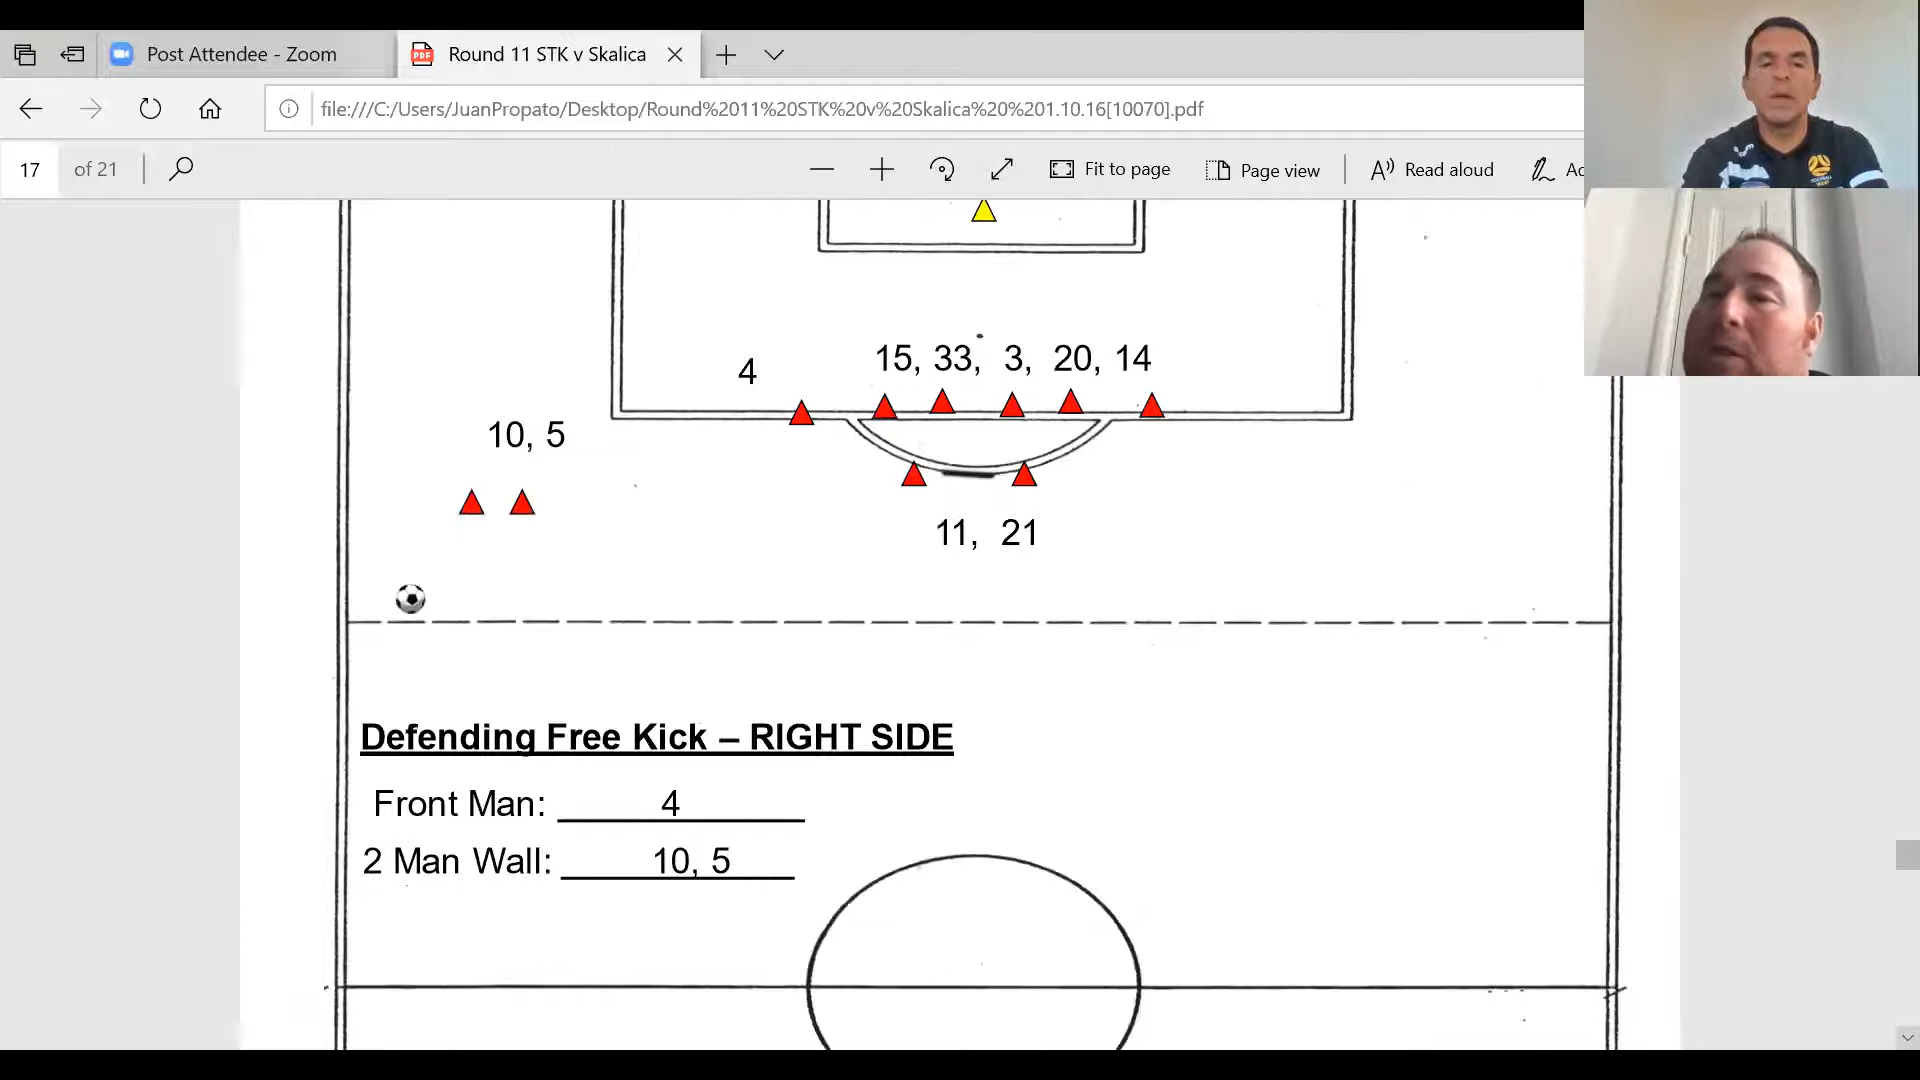 Post Attendee - Zoom
Round 11 STK v Skalica
file:///C:/Users/JuanPropato/Desktop/Round%2011%20STK%20v%20Skalica%20%201.10.16[10070].pdf
17 of 21
Fit to page
Page view
Read aloud
4
15, 33, 3, 20, 14
10, 5
11, 21
Defending Free Kick – RIGHT SIDE
Front Man: 4
2 Man Wall: 10, 5